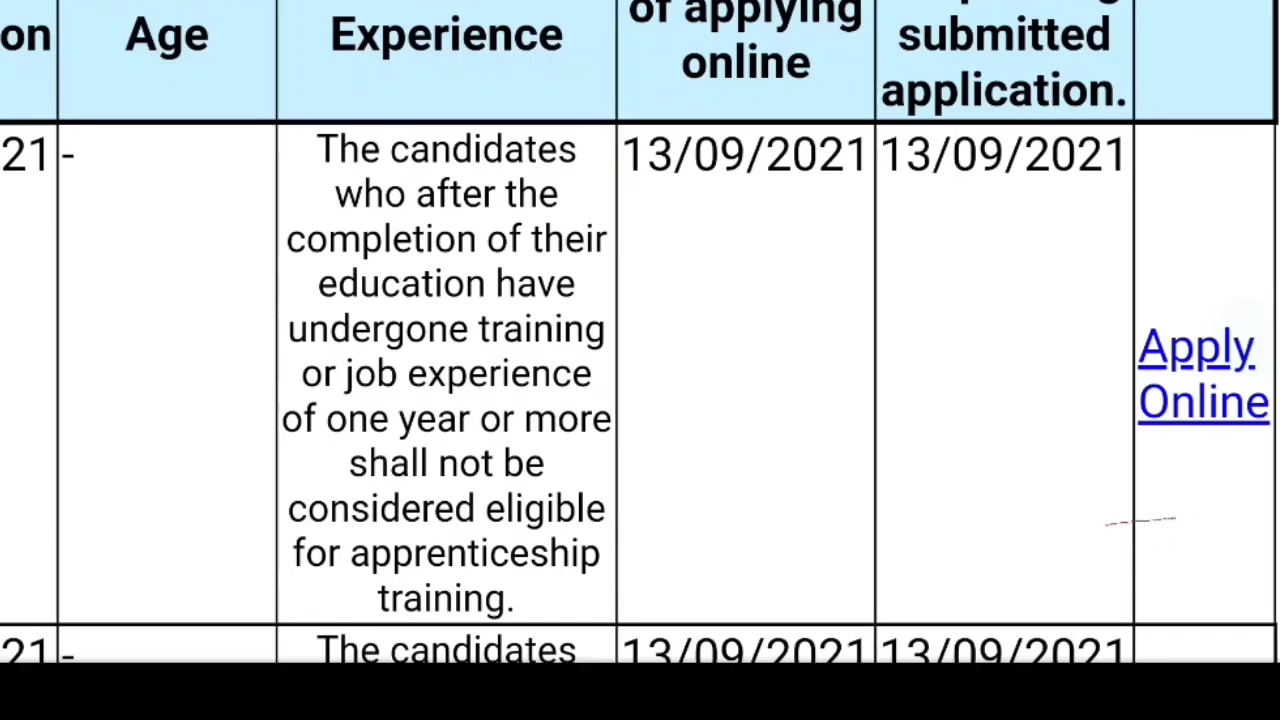 on
Age
Experience
of applying
online
submitted
application.
21
-
The candidates
who after the
completion of their
education have
undergone training
or job experience
of one year or more
shall not be
considered eligible
for apprenticeship
training.
13/09/2021
13/09/2021
Apply
Online
21
-
The candidates
13/09/2021
13/09/2021